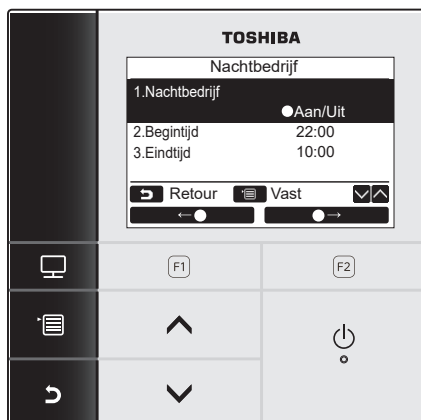 TOSHIBA
Nachtbedrijf
1.Nachtbedrijf
●Aan/Uit
2.Begintijd 22:00
3.Eindtijd 10:00
Retour Vast
←● ●→
F1 F2